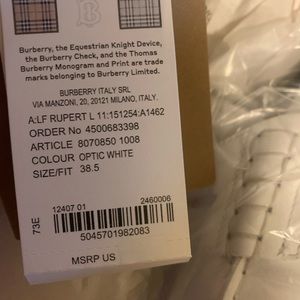 Burberry, the Equestrian Knight Device,
the Burberry Check, and the Thomas
Burberry Monogram and Print are trade
marks belonging to Burberry Limited.
BURBERRY ITALY SRL
VIA MANZONI, 20, 20121 MILANO, ITALY.
A:LF RUPERT L 11:151254:A1462
ORDER No 4500683398
ARTICLE 8070850 1008
COLOUR OPTIC WHITE
SIZE/FIT 38.5
12407 01 2460006
73E
5045701982083
MSRP US